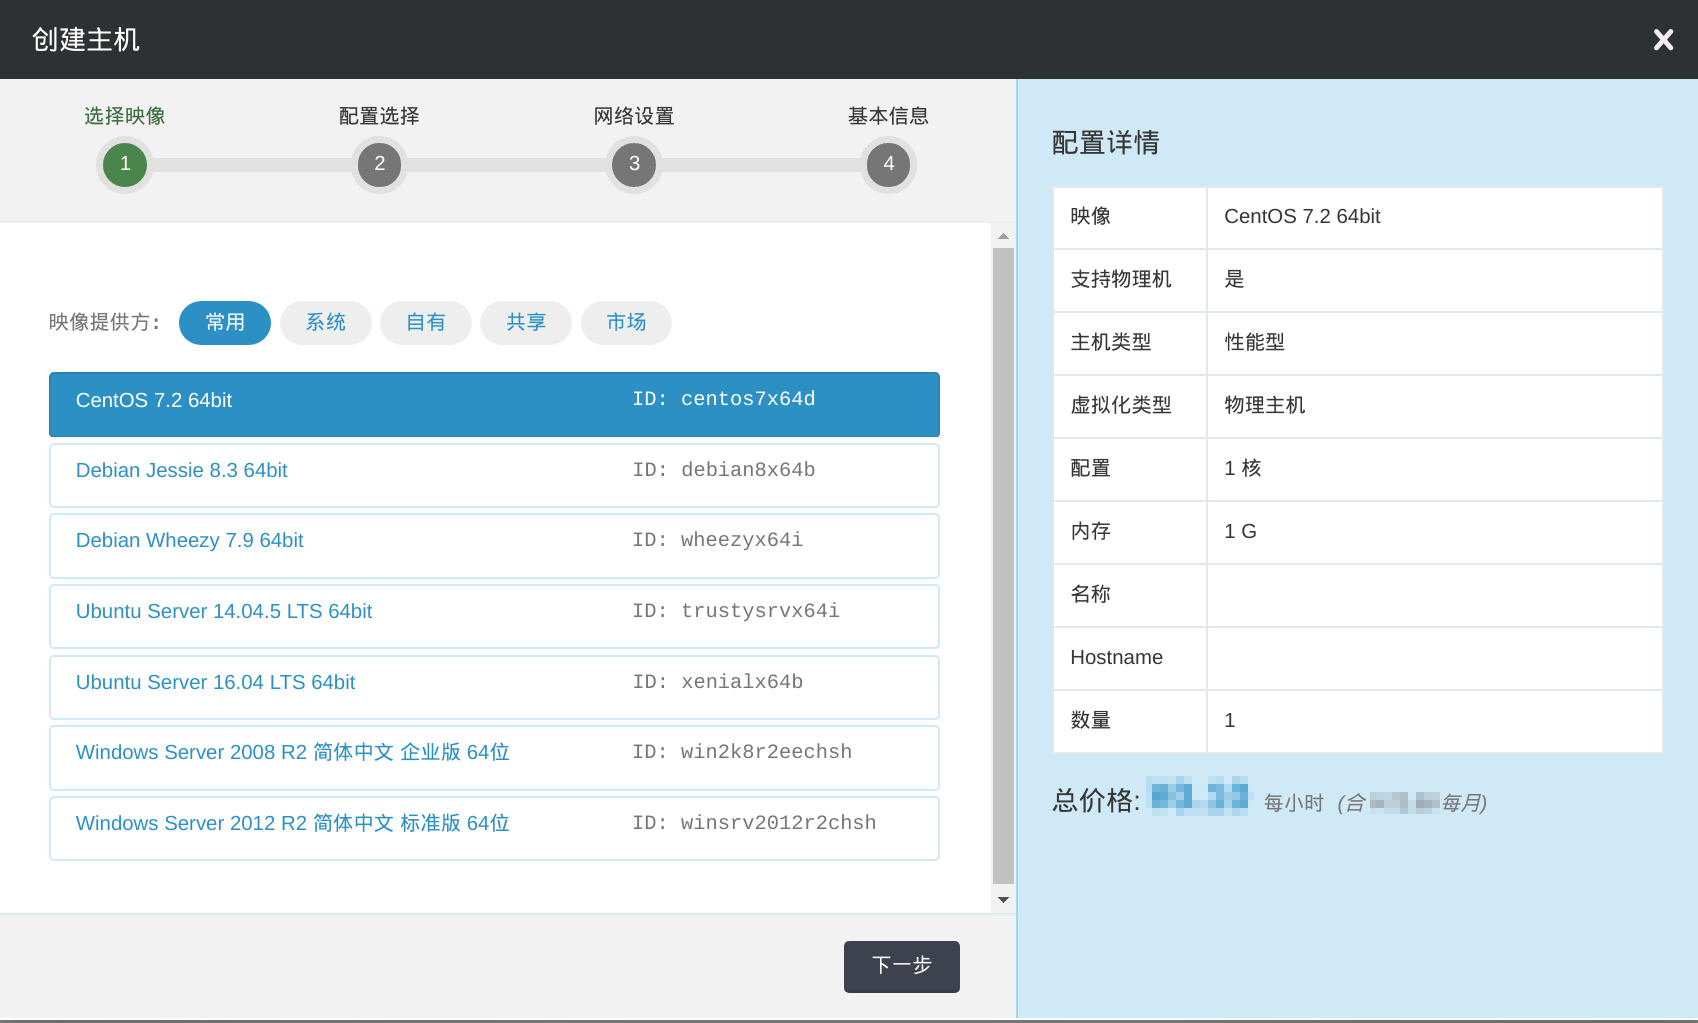 创建主机
选择映像 配置选择 网络设置 基本信息
1 2 3 4
映像提供方: 常用 系统 自有 共享 市场
CentOS 7.2 64bit ID: centos7x64d
Debian Jessie 8.3 64bit ID: debian8x64b
Debian Wheezy 7.9 64bit ID: wheezyx64i
Ubuntu Server 14.04.5 LTS 64bit ID: trustysrvx64i
Ubuntu Server 16.04 LTS 64bit ID: xenialx64b
Windows Server 2008 R2 简体中文 企业版 64位 ID: win2k8r2eechsh
Windows Server 2012 R2 简体中文 标准版 64位 ID: winsrv2012r2chsh
下一步
配置详情
映像 CentOS 7.2 64bit
支持物理机 是
主机类型 性能型
虚拟化类型 物理主机
配置 1 核
内存 1 G
名称
Hostname
数量 1
总价格: 每小时 (合 每月)